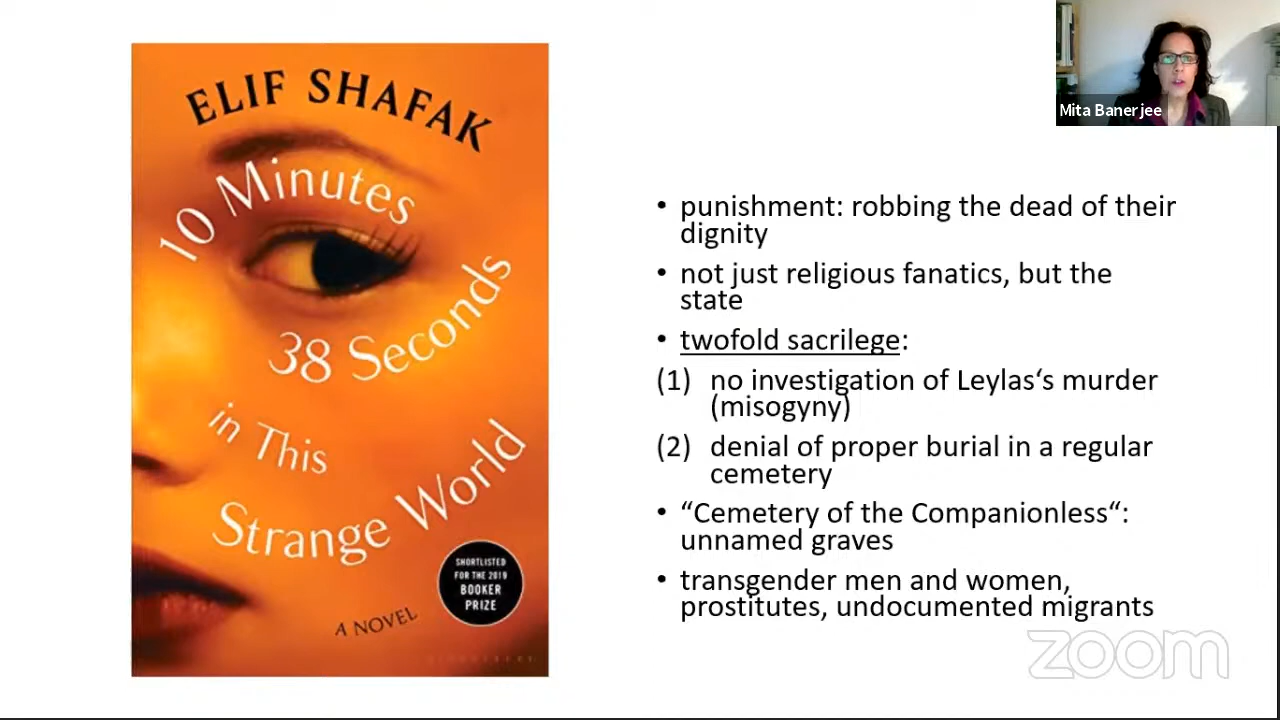 ELIF SHAFAK
10 Minutes
38 Seconds
in This
Strange World
A NOVEL
SHORTLISTED
FOR THE 2019
BOOKER
PRIZE
Mita Banerjee
• punishment: robbing the dead of their
dignity
• not just religious fanatics, but the
state
• twofold sacrilege:
(1) no investigation of Leylas‘s murder
(misogyny)
(2) denial of proper burial in a regular
cemetery
• “Cemetery of the Companionless“:
unnamed graves
• transgender men and women,
prostitutes, undocumented migrants
zoom